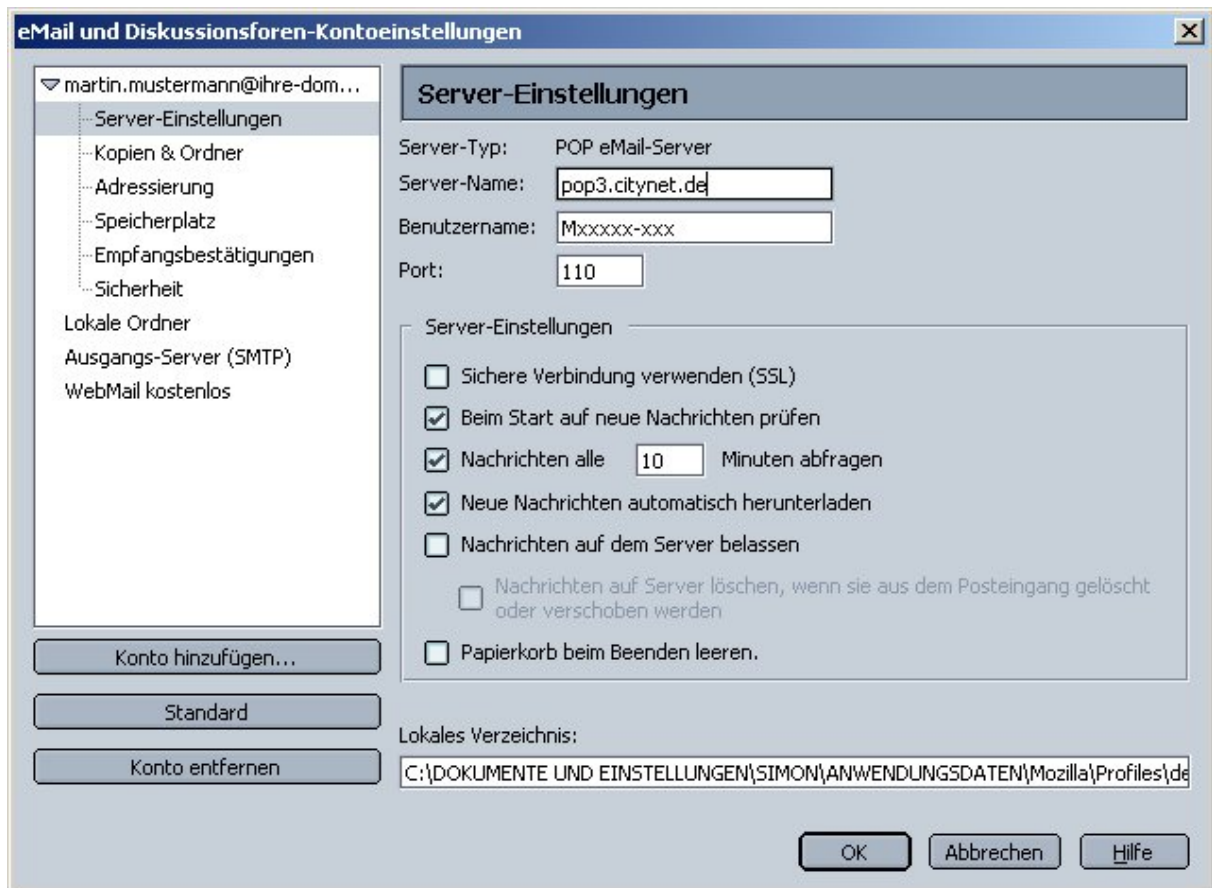 eMail und Diskussionsforen-Kontoeinstellungen
martin.mustermann@ihre-dom...
Server-Einstellungen
Kopien & Ordner
Adressierung
Speicherplatz
Empfangsbestätigungen
Sicherheit
Lokale Ordner
Ausgangs-Server (SMTP)
WebMail kostenlos
Konto hinzufügen...
Standard
Konto entfernen
Server-Einstellungen
Server-Typ: POP eMail-Server
Server-Name: pop3.citynet.de
Benutzername: Mxxxxx-xxx
Port: 110
Server-Einstellungen
Sichere Verbindung verwenden (SSL)
Beim Start auf neue Nachrichten prüfen
Nachrichten alle 10 Minuten abfragen
Neue Nachrichten automatisch herunterladen
Nachrichten auf dem Server belassen
Nachrichten auf Server löschen, wenn sie aus dem Posteingang gelöscht
oder verschoben werden
Papierkorb beim Beenden leeren.
Lokales Verzeichnis:
C:\DOKUMENTE UND EINSTELLUNGEN\SIMON\ANWENDUNGSDATEN\Mozilla\Profiles\de
OK Abbrechen Hilfe